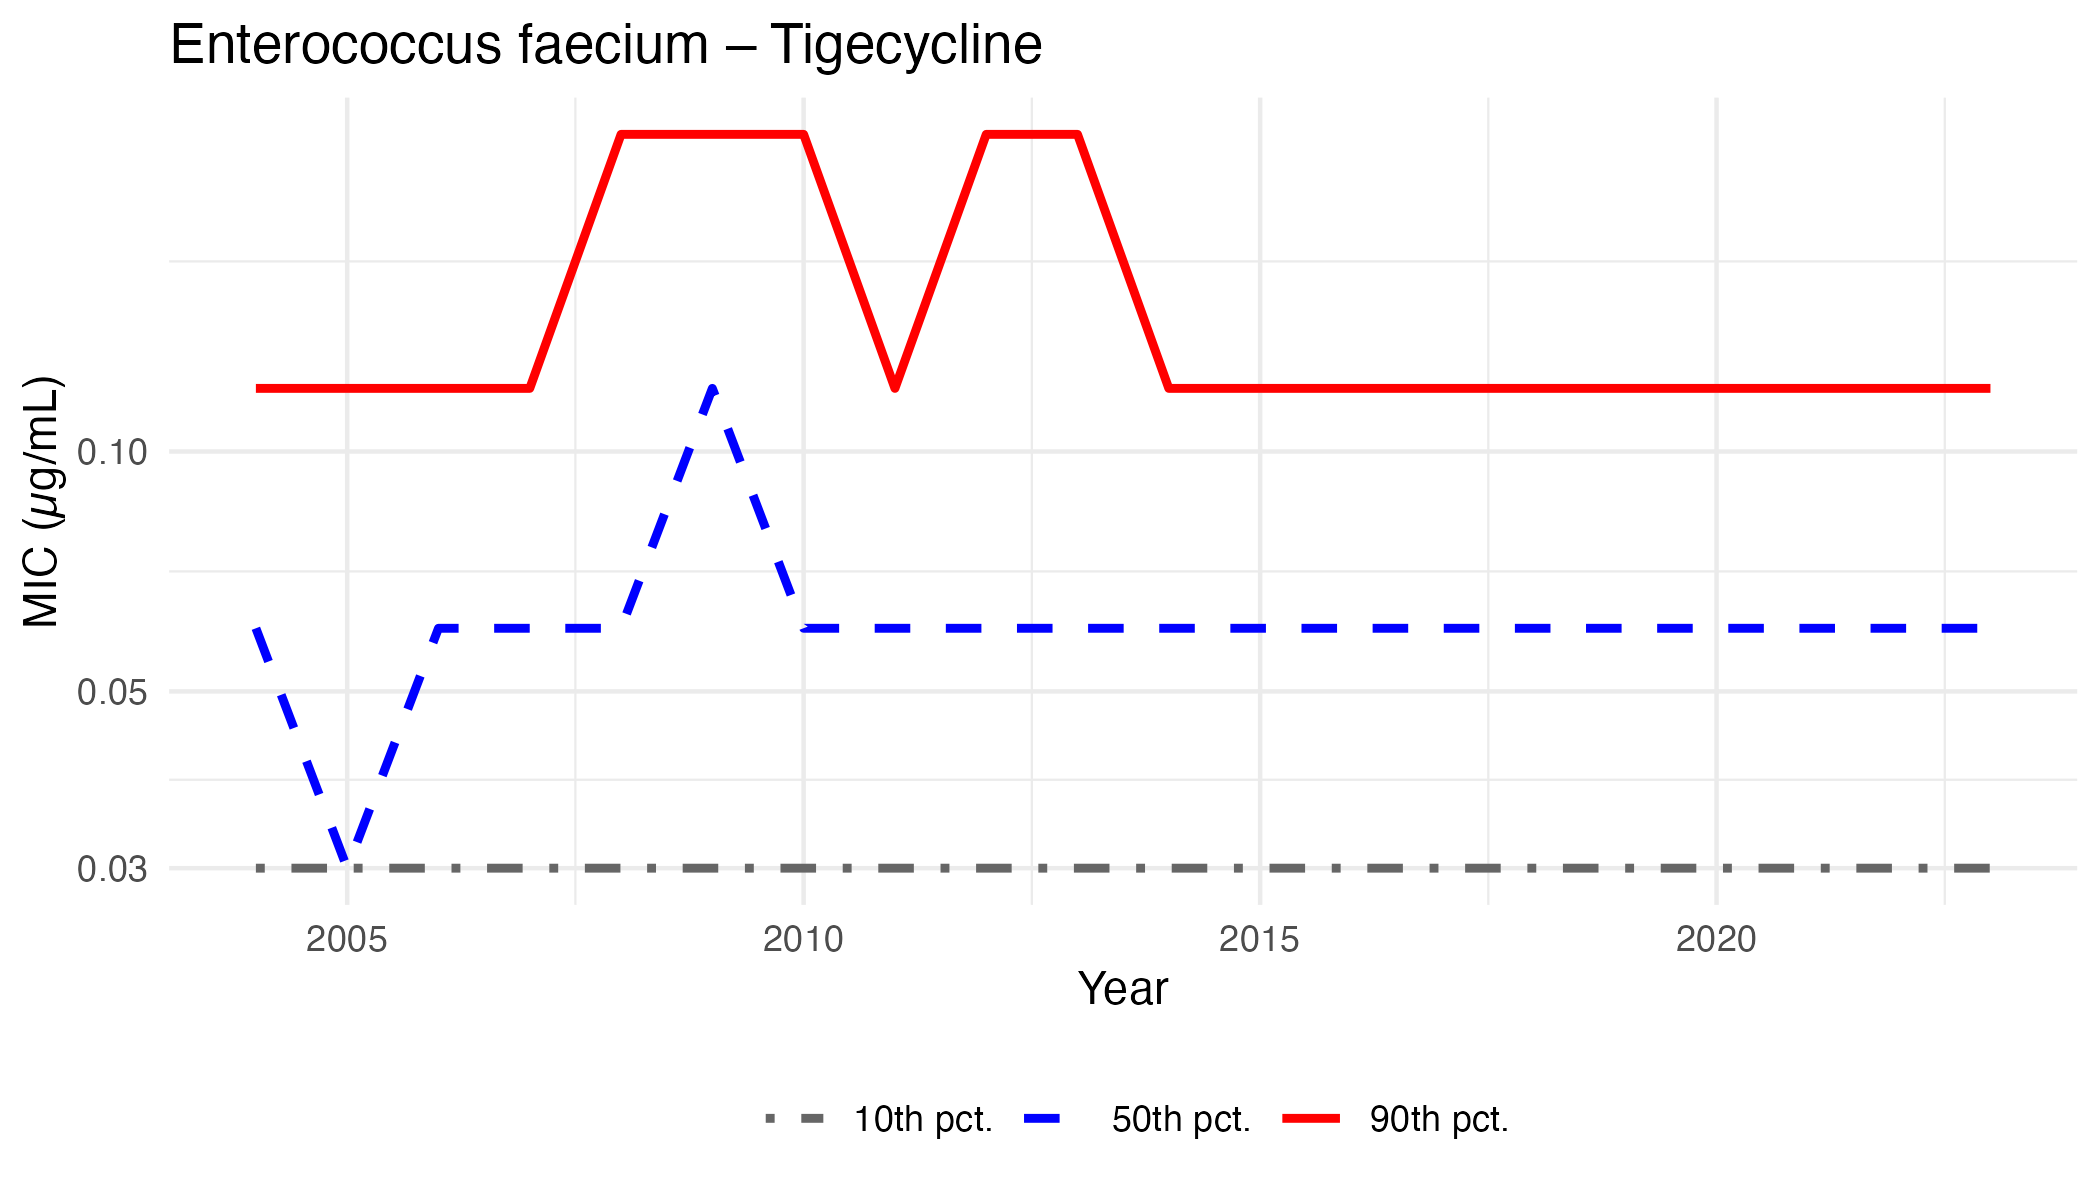 Enterococcus faecium – Tigecycline
MIC (µg/mL)
0.10
0.05
0.03
2005 2010 2015 2020
Year
10th pct. 50th pct. 90th pct.